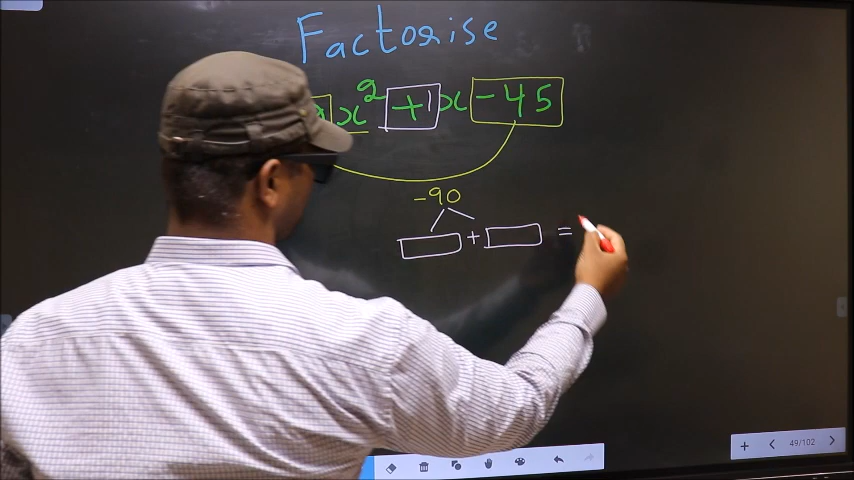 Factorise
x² +1x -45
-90
+ =
49/102